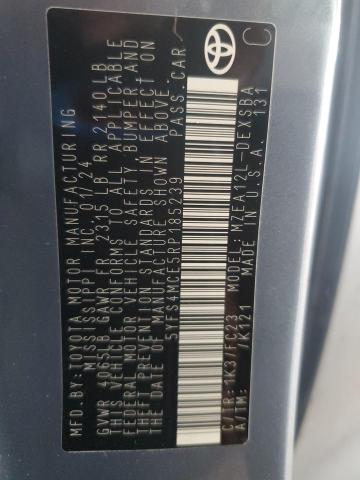 MFD.BY:TOYOTA MOTOR MANUFACTURING
MISSISSIPPI INC. 01/24
GVWR 4065LB GAWR FR 2315 LB RR 2140 LB
THIS VEHICLE CONFORMS TO ALL APPLICABLE
FEDERAL MOTOR VEHICLE SAFETY, BUMPER, AND
THEFT PREVENTION STANDARDS IN EFFECT ON
THE DATE OF MANUFACTURE SHOWN ABOVE.
5YFS4MCE5RP185239 PASS.CAR
C/TR:1K3/FC23 MZEA12L-DEXSBA
A/TM: /K121 MADE IN U.S.A. 131
C